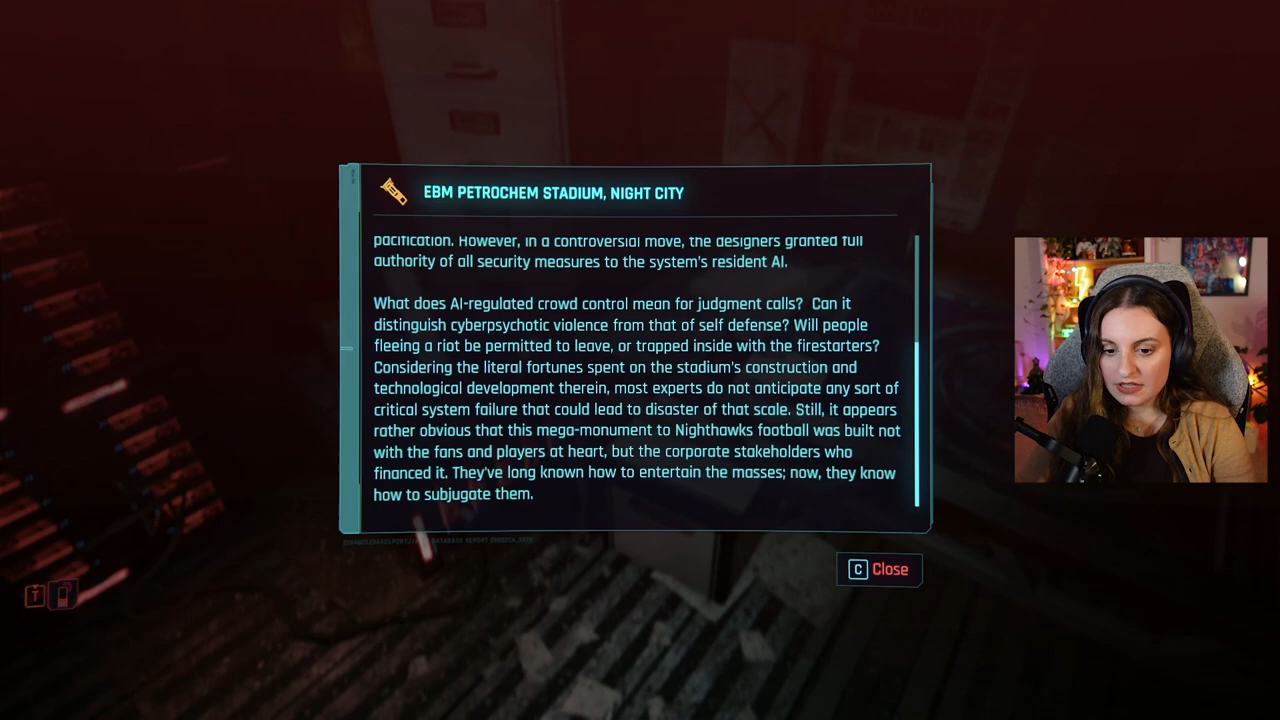 EBM PETROCHEM STADIUM, NIGHT CITY
pacification. However, in a controversial move, the designers granted full
authority of all security measures to the system's resident AI.
What does AI-regulated crowd control mean for judgment calls?  Can it
distinguish cyberpsychotic violence from that of self defense? Will people
fleeing a riot be permitted to leave, or trapped inside with the firestarters?
Considering the literal fortunes spent on the stadium's construction and
technological development therein, most experts do not anticipate any sort of
critical system failure that could lead to disaster of that scale. Still, it appears
rather obvious that this mega-monument to Nighthawks football was built not
with the fans and players at heart, but the corporate stakeholders who
financed it. They've long known how to entertain the masses; now, they know
how to subjugate them.
C Close
T